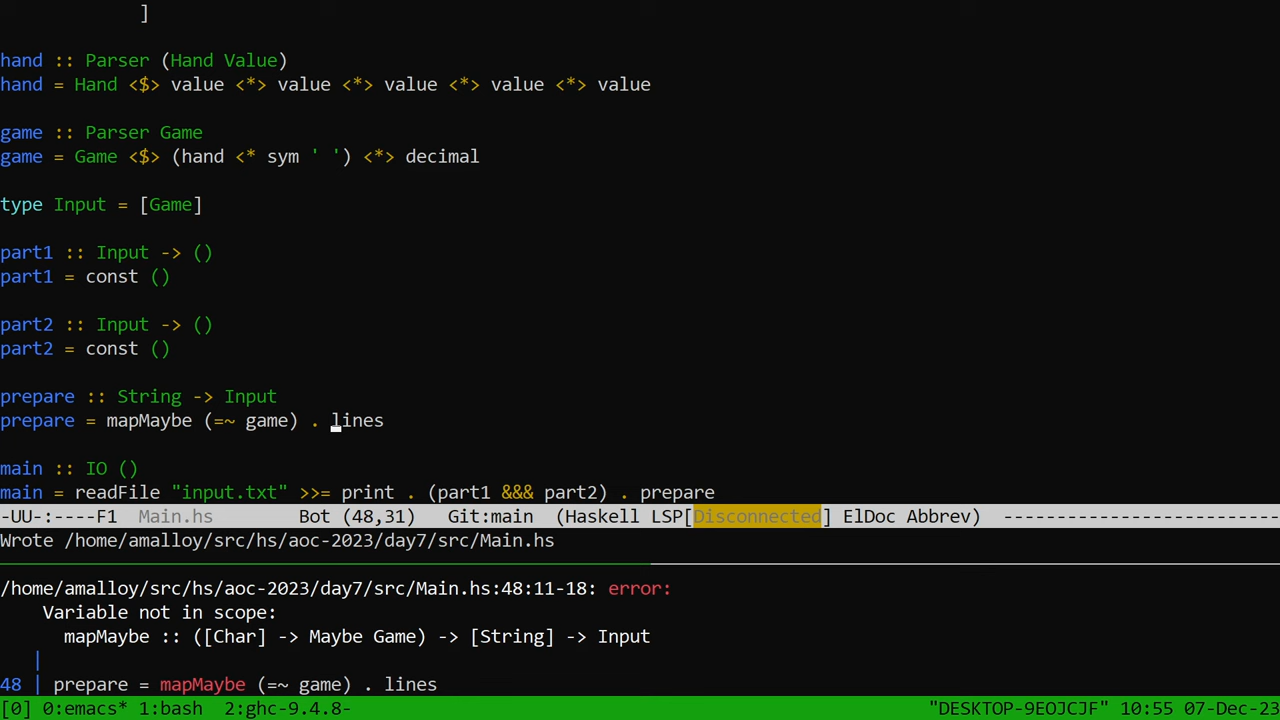 ]
hand :: Parser (Hand Value)
hand = Hand <$> value <*> value <*> value <*> value <*> value
game :: Parser Game
game = Game <$> (hand <* sym ' ') <*> decimal
type Input = [Game]
part1 :: Input -> ()
part1 = const ()
part2 :: Input -> ()
part2 = const ()
prepare :: String -> Input
prepare = mapMaybe (=~ game) . lines
main :: IO ()
main = readFile "input.txt" >>= print . (part1 &&& part2) . prepare
-UU-:----F1  Main.hs        Bot (48,31)   Git:main  (Haskell LSP[Disconnected] ElDoc Abbrev) --------------------------
Wrote /home/amalloy/src/hs/aoc-2023/day7/src/Main.hs
/home/amalloy/src/hs/aoc-2023/day7/src/Main.hs:48:11-18: error:
Variable not in scope:
mapMaybe :: ([Char] -> Maybe Game) -> [String] -> Input
|
48 | prepare = mapMaybe (=~ game) . lines
[0] 0:emacs* 1:bash  2:ghc-9.4.8- "DESKTOP-9EOJCJF" 10:55 07-Dec-23